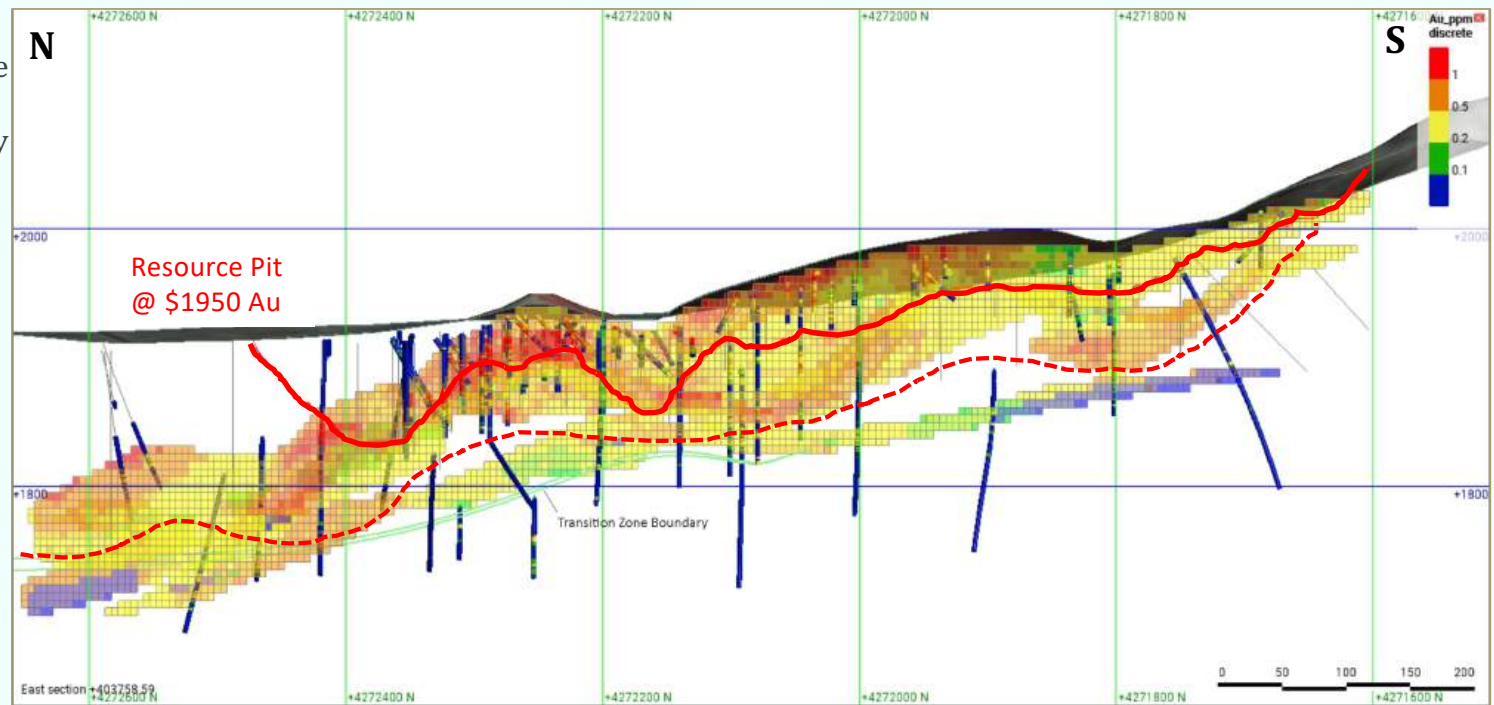 e
y
+4272600 N
+4272400 N
+4272200 N
+4272000 N
+4271800 N
N
S
Au_ppm
discrete
1
0.5
0.2
0.1
+2000
+2000
Resource Pit
@ $1950 Au
+1800
+1800
Transition Zone Boundary
0 50 100 150 200
East section +403758.59
+4272600 N
+4272400 N
+4272200 N
+4272000 N
+4271800 N
+4271600 N